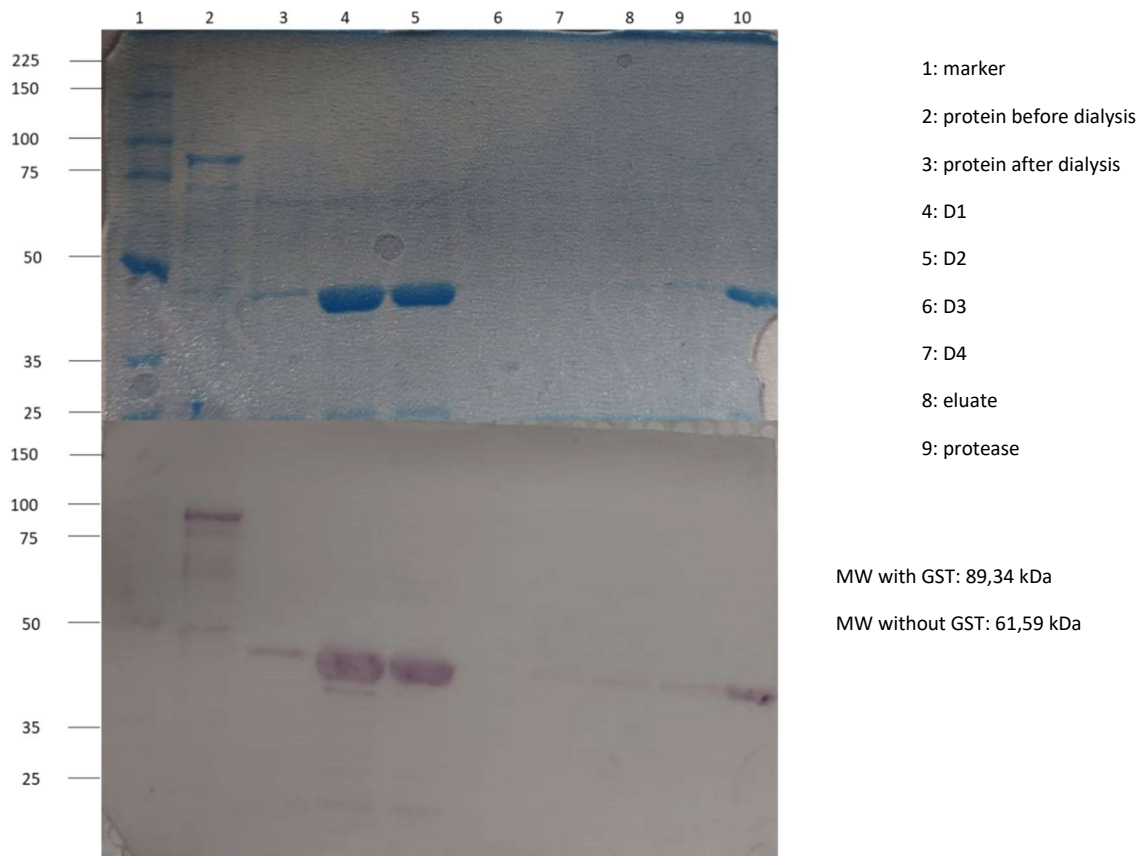 1 2 3 4 5 6 7 8 9 10
225
150
100
75
50
35
25
150
100
75
50
35
25
1: marker
2: protein before dialysis
3: protein after dialysis
4: D1
5: D2
6: D3
7: D4
8: eluate
9: protease
MW with GST: 89,34 kDa
MW without GST: 61,59 kDa